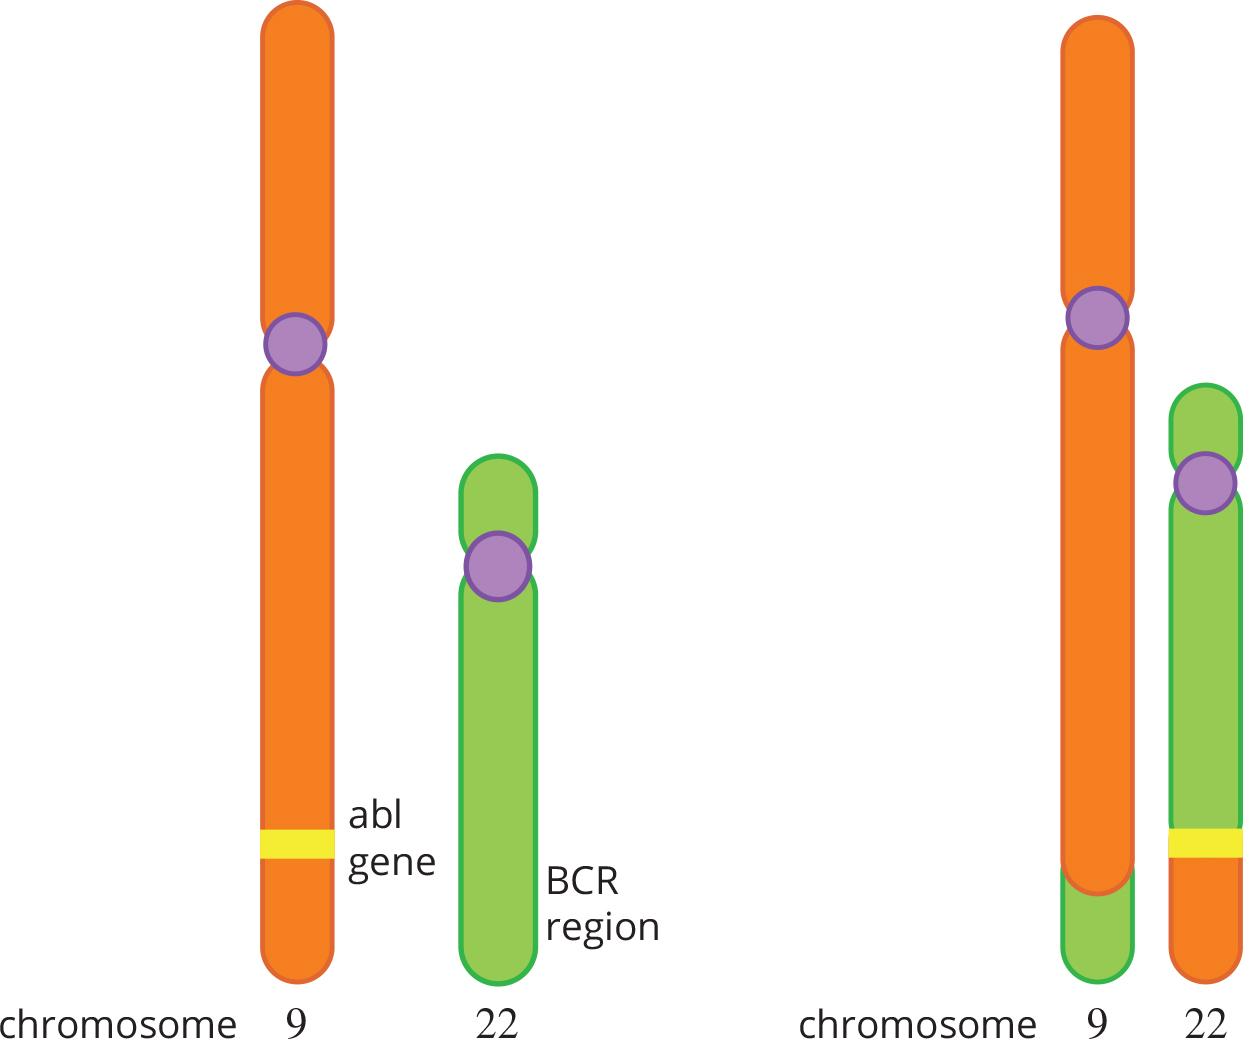 abl
gene
BCR
region
chromosome 9 22
chromosome 9 22